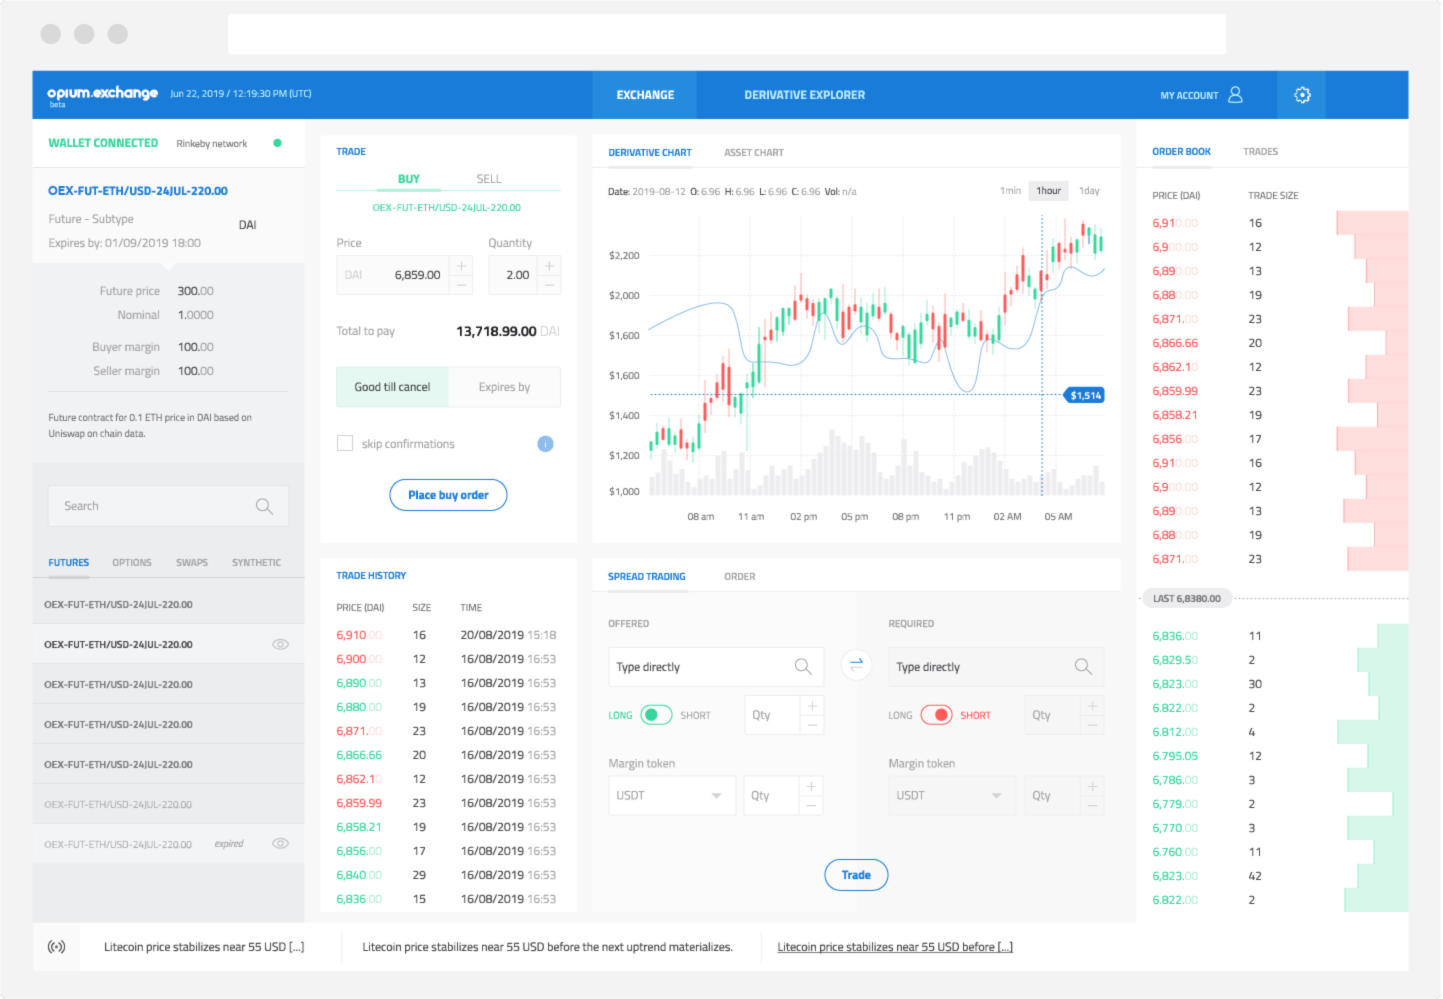 opium.exchange
beta
Jun 22, 2019 / 12:19:30 PM (UTC)
EXCHANGE
DERIVATIVE EXPLORER
MY ACCOUNT
WALLET CONNECTED Rinkeby network
OEX-FUT-ETH/USD-24JUL-220.00
Future - Subtype
DAI
Expires by: 01/09/2019 18:00
Future price 300.00
Nominal 1.0000
Buyer margin 100.00
Seller margin 100.00
Future contract for 0.1 ETH price in DAI based on
Uniswap on chain data.
Search
FUTURES OPTIONS SWAPS SYNTHETIC
OEX-FUT-ETH/USD-24JUL-220.00
OEX-FUT-ETH/USD-24JUL-220.00
OEX-FUT-ETH/USD-24JUL-220.00
OEX-FUT-ETH/USD-24JUL-220.00
OEX-FUT-ETH/USD-24JUL-220.00
OEX-FUT-ETH/USD-24JUL-220.00
OEX-FUT-ETH/USD-24JUL-220.00 expired
TRADE
BUY SELL
OEX-FUT-ETH/USD-24JUL-220.00
Price Quantity
DAI 6,859.00 + − 2.00 + −
Total to pay 13,718.99.00 DAI
Good till cancel Expires by
skip confirmations i
Place buy order
TRADE HISTORY
PRICE (DAI) SIZE TIME
6,910.00 16 20/08/2019 15:18
6,900.00 12 16/08/2019 16:53
6,890.00 13 16/08/2019 16:53
6,880.00 19 16/08/2019 16:53
6,871.00 23 16/08/2019 16:53
6,866.66 20 16/08/2019 16:53
6,862.10 12 16/08/2019 16:53
6,859.99 23 16/08/2019 16:53
6,858.21 19 16/08/2019 16:53
6,856.00 17 16/08/2019 16:53
6,840.00 29 16/08/2019 16:53
6,836.00 15 16/08/2019 16:53
DERIVATIVE CHART ASSET CHART
Date: 2019-08-12 O: 6.96 H: 6.96 L: 6.96 C: 6.96 Vol: n/a
1min 1hour 1day
$2,200
$2,000
$1,600
$1,600
$1,514
$1,400
$1,200
$1,000
08 am 11 am 02 pm 05 pm 08 pm 11 pm 02 AM 05 AM
SPREAD TRADING ORDER
OFFERED
Type directly
LONG SHORT Qty + −
Margin token
USDT Qty + −
REQUIRED
Type directly
LONG SHORT Qty + −
Margin token
USDT Qty + −
Trade
ORDER BOOK TRADES
PRICE (DAI) TRADE SIZE
6,910.00 16
6,900.00 12
6,890.00 13
6,880.00 19
6,871.00 23
6,866.66 20
6,862.10 12
6,859.99 23
6,858.21 19
6,856.00 17
6,910.00 16
6,900.00 12
6,890.00 13
6,880.00 19
6,871.00 23
LAST 6,8380.00
6,836.00 11
6,829.50 2
6,823.00 30
6.822.00 2
6.812.00 4
6.795.05 12
6,786.00 3
6,779.00 2
6,770.00 3
6.760.00 11
6,823.00 42
6.822.00 2
Litecoin price stabilizes near 55 USD [...]
Litecoin price stabilizes near 55 USD before the next uptrend materializes.
Litecoin price stabilizes near 55 USD before [...]